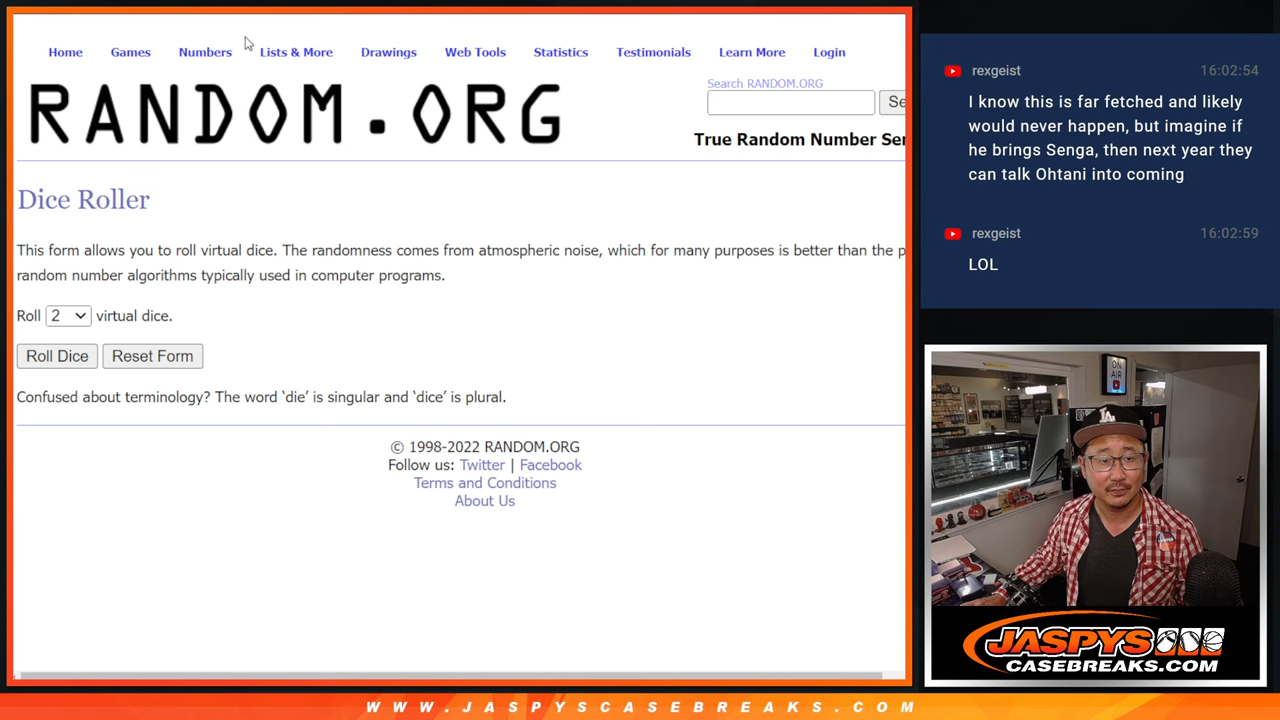 Home Games Numbers Lists & More Drawings Web Tools Statistics Testimonials Learn More Login
RANDOM.ORG
Search RANDOM.ORG
Se
True Random Number Ser
Dice Roller
This form allows you to roll virtual dice. The randomness comes from atmospheric noise, which for many purposes is better than the p
random number algorithms typically used in computer programs.
Roll 2 virtual dice.
Roll Dice Reset Form
Confused about terminology? The word ‘die’ is singular and ‘dice’ is plural.
© 1998-2022 RANDOM.ORG
Follow us: Twitter | Facebook
Terms and Conditions
About Us
rexgeist 16:02:54
I know this is far fetched and likely
would never happen, but imagine if
he brings Senga, then next year they
can talk Ohtani into coming
rexgeist 16:02:59
LOL
ON
AIR
LA
JASPYS
CASEBREAKS.COM
WWW.JASPYSCASEBREAKS.COM